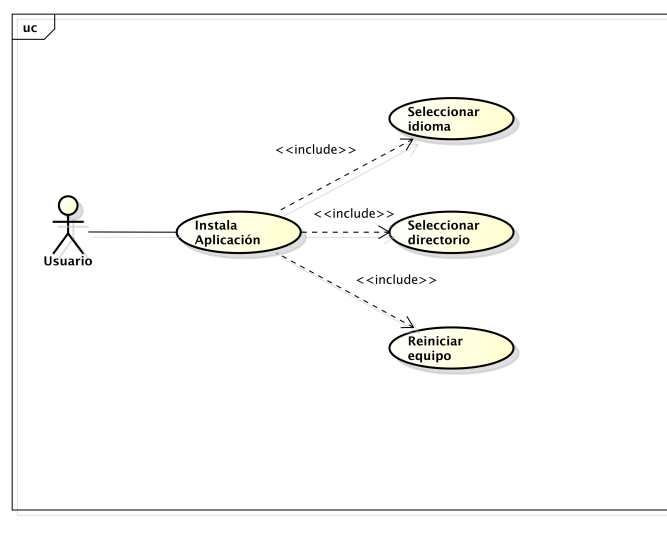 uc
Seleccionar
idioma
<<include>>
<<include>>
Instala
Aplicación
Seleccionar
directorio
Usuario
<<include>>
Reiniciar
equipo